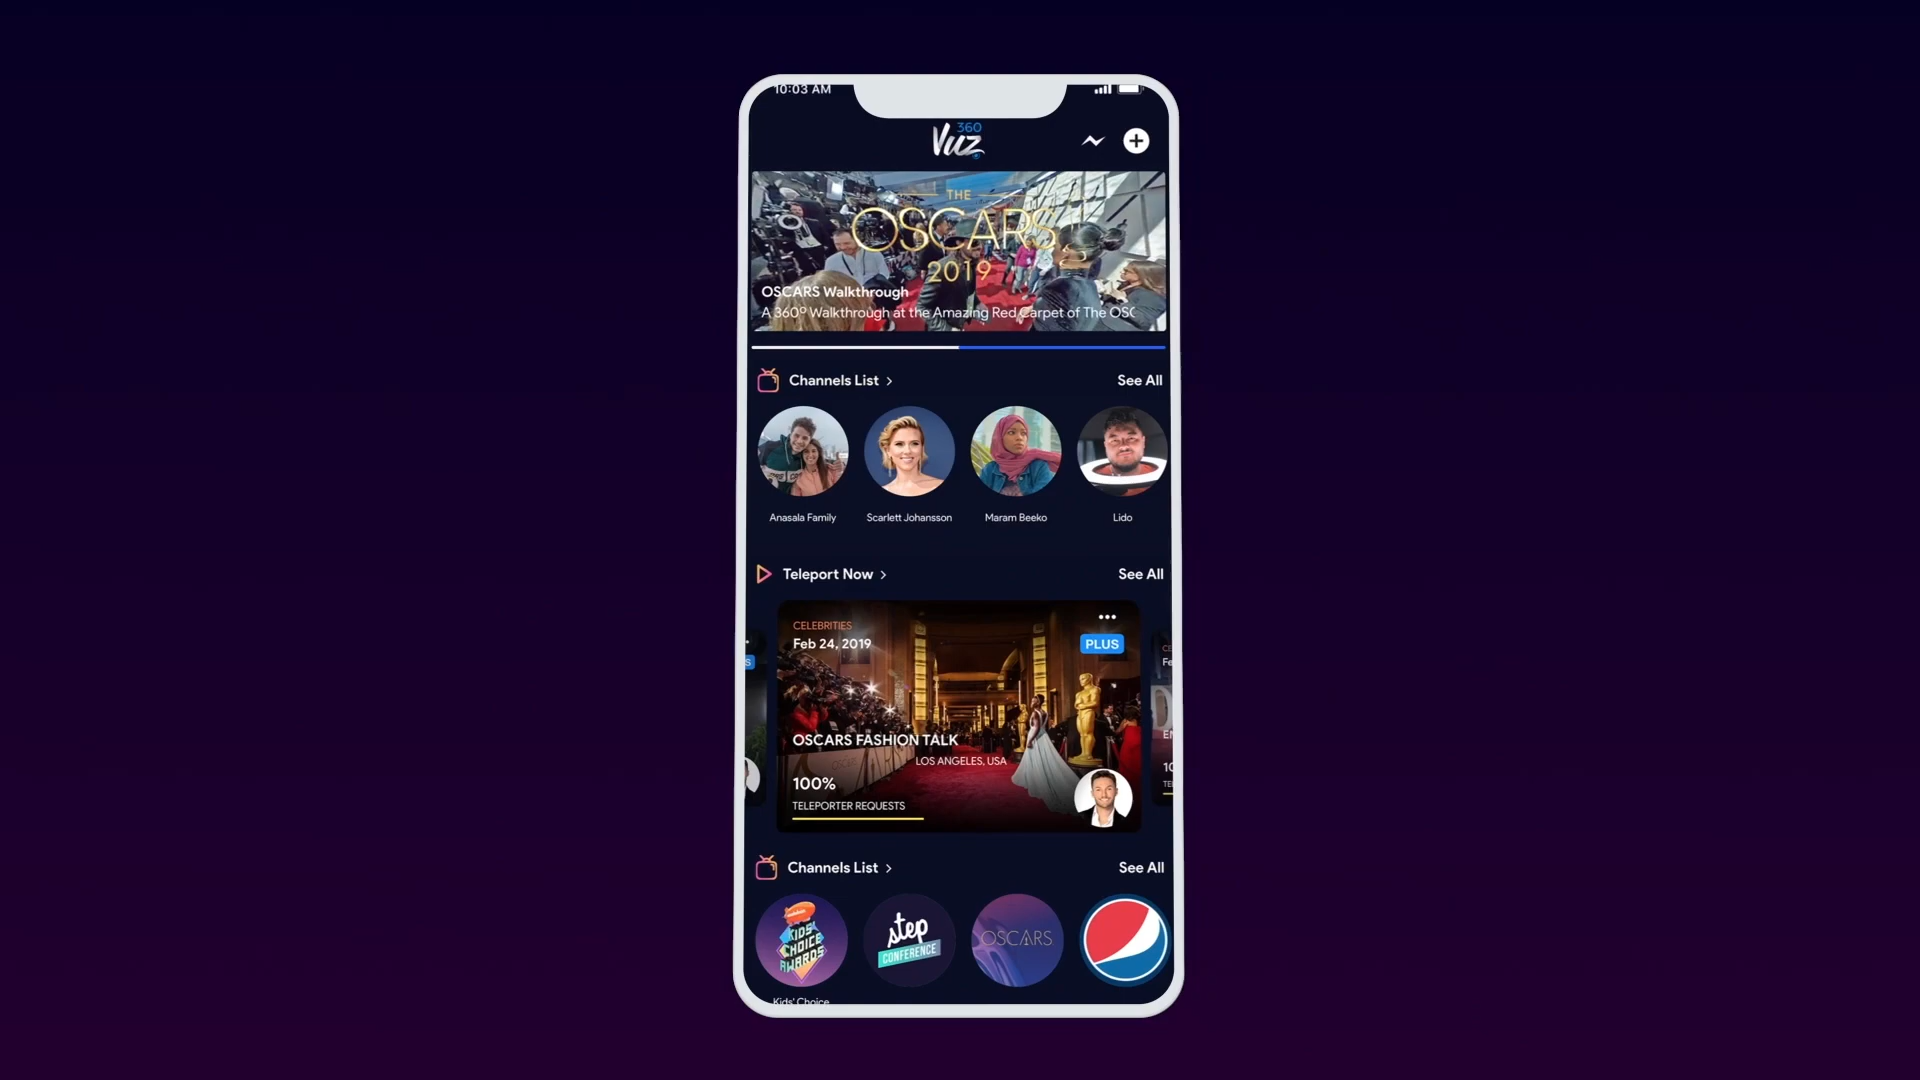 10:03 AM
360
Vuz
THE
OSCARS
2019
OSCARS Walkthrough
A 360º Walkthrough at the Amazing Red Carpet of The OSC
Channels List >
See All
Anasala Family
Scarlett Johansson
Maram Beeko
Lido
Teleport Now >
See All
CELEBRITIES
Feb 24, 2019
PLUS
OSCARS FASHION TALK
LOS ANGELES, USA
100%
TELEPORTER REQUESTS
Channels List >
See All
KIDS' CHOICE AWARDS
step
CONFERENCE
OSCARS
Kids' Choice